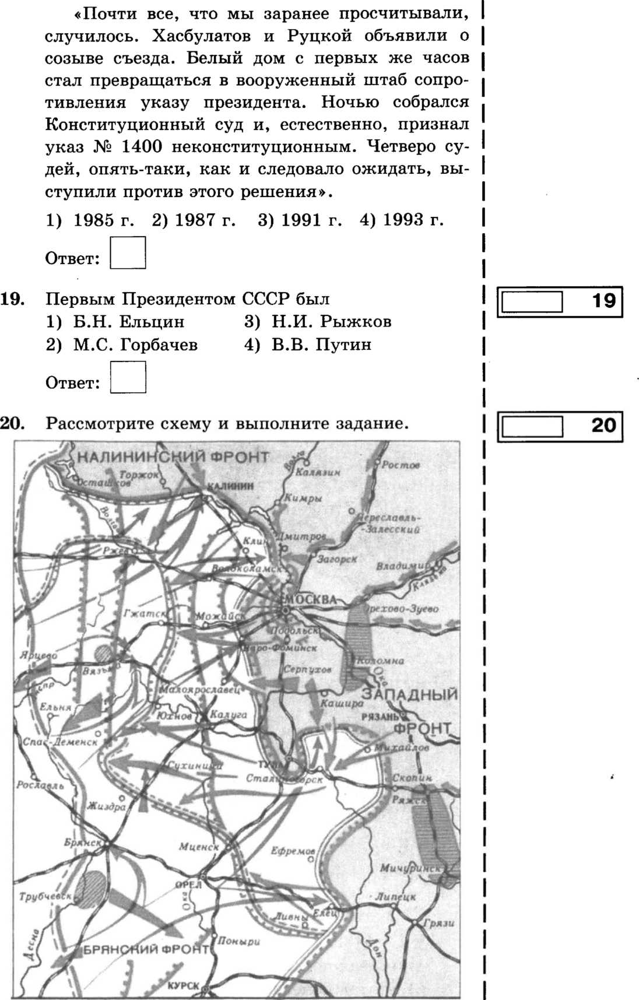 «Почти все, что мы заранее просчитывали,
случилось. Хасбулатов и Руцкой объявили о
созыве съезда. Белый дом с первых же часов
стал превращаться в вооруженный штаб сопро-
тивления указу президента. Ночью собрался
Конституционный суд и, естественно, признал
указ № 1400 неконституционным. Четверо су-
дей, опять-таки, как и следовало ожидать, вы-
ступили против этого решения».
1) 1985 г. 2) 1987 г. 3) 1991 г. 4) 1993 г.
Ответ:
19. Первым Президентом СССР был
19
1) Б.Н. Ельцин 3) Н.И. Рыжков
2) М.С. Горбачев 4) В.В. Путин
Ответ:
20. Рассмотрите схему и выполните задание.
20
КАЛИНИНСКИЙ ФРОНТ
Волга
Калязин
Ростов
Торжок
Осташков
КАЛИНИН
Кимры
Переславль-
-Залесский
Волга
Клин
Дмитров
Ржев
Загорск
Владимир
Клязьма
Волоколамск
МОСКВА
Орехово-Зуево
Гжатск
Можайск
Подольск
Наро-Фоминск
Ярцево
Вязьма
Серпухов
Коломна
Ока
Днепр
Малоярославец
ЗАПАДНЫЙ
Ельня
Юхнов
Калуга
Кашира
РЯЗАНЬ
ФРОНТ
Спас-Деменск
Михайлов
Сухиничи
ТУЛА
Сталиногорск
Скопин
Рославль
Ряжск
Жиздра
Брянск
Мценск
Ефремов
Мичуринск
ОРЕЛ
Трубчевск
Ока
Липецк
Елец
Ливны
Грязи
Десна
Поныри
Дон
БРЯНСКИЙ ФРОНТ
КУРСК